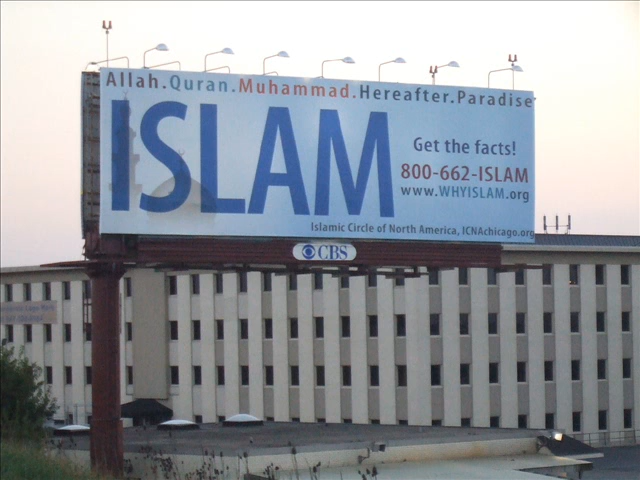 Allah.Quran.Muhammad.Hereafter.Paradise
ISLAM
Get the facts!
800-662-ISLAM
www.WHYISLAM.org
Islamic Circle of North America, ICNAchicago.org
CBS